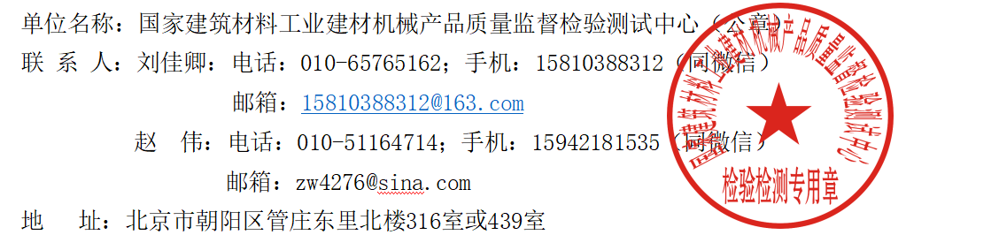 单位名称：国家建筑材料工业建材机械产品质量监督检验测试中心（公章）
联 系 人：刘佳卿：电话：010-65765162；手机：15810388312（同微信）
邮箱：15810388312@163.com
赵 伟：电话：010-51164714；手机：15942181535（同微信）
邮箱：zw4276@sina.com
地 址：北京市朝阳区管庄东里北楼316室或439室
国家建筑材料工业建材机械产品质量监督检验测试中心
检验检测专用章